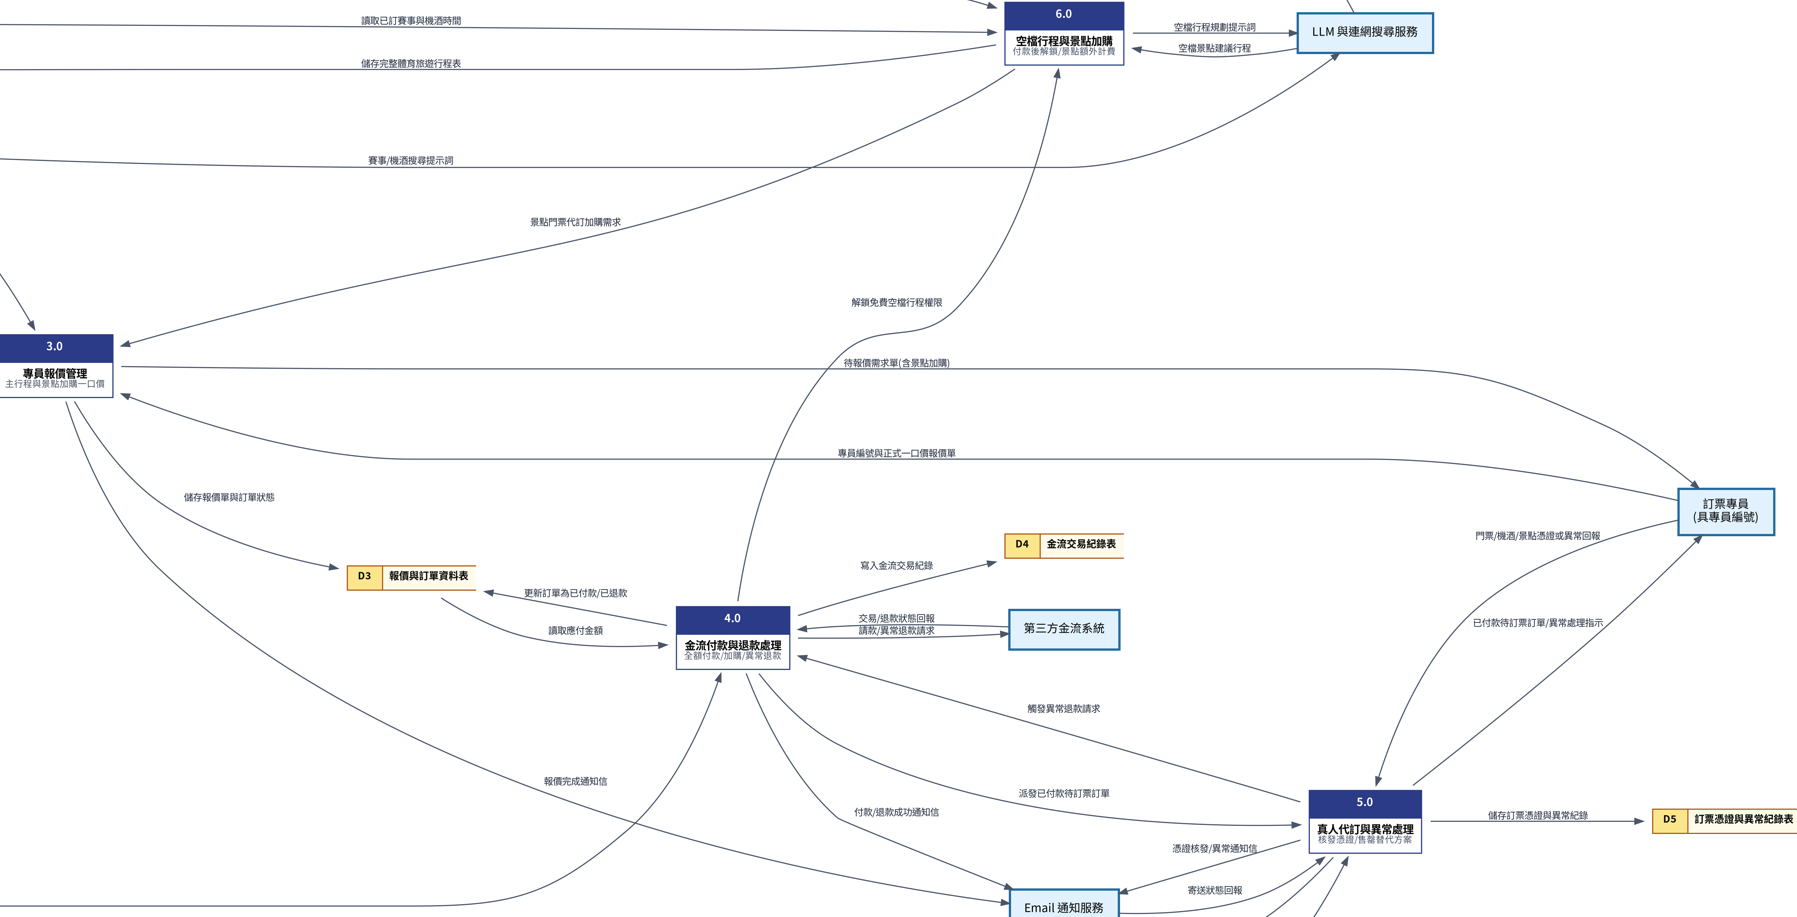 讀取已訂賽事與機酒時間
6.0
空檔行程與景點加購
付款後解鎖/景點額外計費
空檔行程規劃提示詞
空檔景點建議行程
LLM 與連網搜尋服務
儲存完整體育旅遊行程表
賽事/機酒搜尋提示詞
景點門票代訂加購需求
解鎖免費空檔行程權限
3.0
專員報價管理
主行程與景點加購一口價
待報價需求單(含景點加購)
專員編號與正式一口價報價單
儲存報價單與訂單狀態
訂票專員
(具專員編號)
門票/機酒/景點憑證或異常回報
D4
金流交易紀錄表
D3
報價與訂單資料表
寫入金流交易紀錄
更新訂單為已付款/已退款
讀取應付金額
4.0
金流付款與退款處理
全額付款/加購/異常退款
交易/退款狀態回報
請款/異常退款請求
第三方金流系統
已付款待訂票訂單/異常處理指示
觸發異常退款請求
報價完成通知信
派發已付款待訂票訂單
付款/退款成功通知信
5.0
真人代訂與異常處理
核發憑證/售罄替代方案
儲存訂票憑證與異常紀錄
D5
訂票憑證與異常紀錄表
憑證核發/異常通知信
寄送狀態回報
Email 通知服務